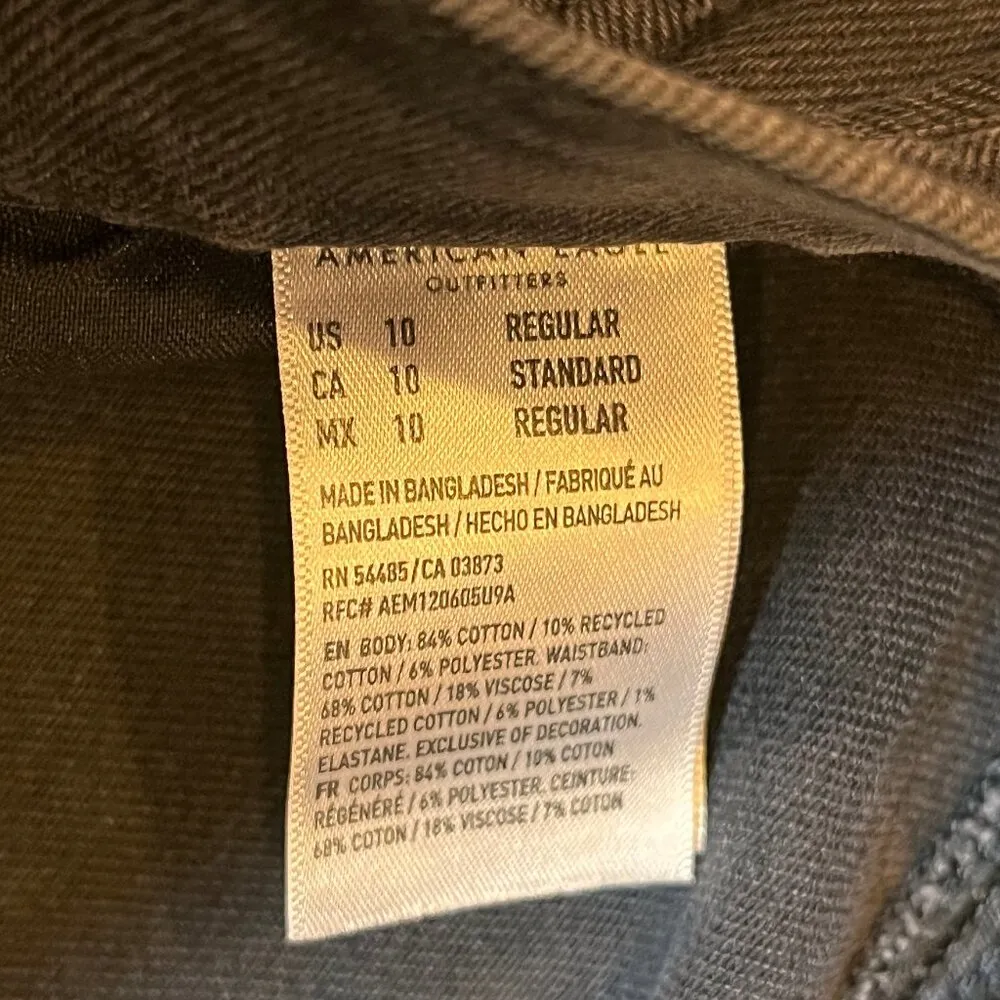 AMERICAN EAGLE
OUTFITTERS
US 10 REGULAR
CA 10 STANDARD
MX 10 REGULAR
MADE IN BANGLADESH / FABRIQUÉ AU
BANGLADESH / HECHO EN BANGLADESH
RN 54485/CA 03873
RFC# AEM120605U9A
EN BODY: 84% COTTON / 10% RECYCLED
COTTON / 6% POLYESTER. WAISTBAND:
68% COTTON / 18% VISCOSE / 7%
RECYCLED COTTON / 6% POLYESTER / 1%
ELASTANE. EXCLUSIVE OF DECORATION.
FR CORPS: 84% COTON / 10% COTON
RÉGÉNÉRÉ / 6% POLYESTER. CEINTURE:
68% COTON / 18% VISCOSE / 7% COTON